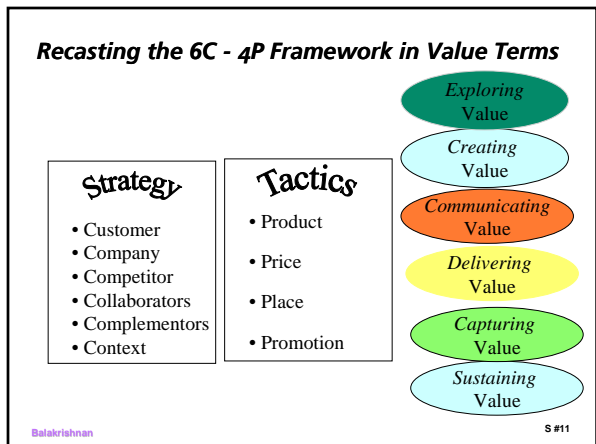 Recasting the 6C - 4P Framework in Value Terms
Strategy
• Customer
• Company
• Competitor
• Collaborators
• Complementors
• Context
Tactics
• Product
• Price
• Place
• Promotion
Exploring
Value
Creating
Value
Communicating
Value
Delivering
Value
Capturing
Value
Sustaining
Value
Balakrishnan
S #11